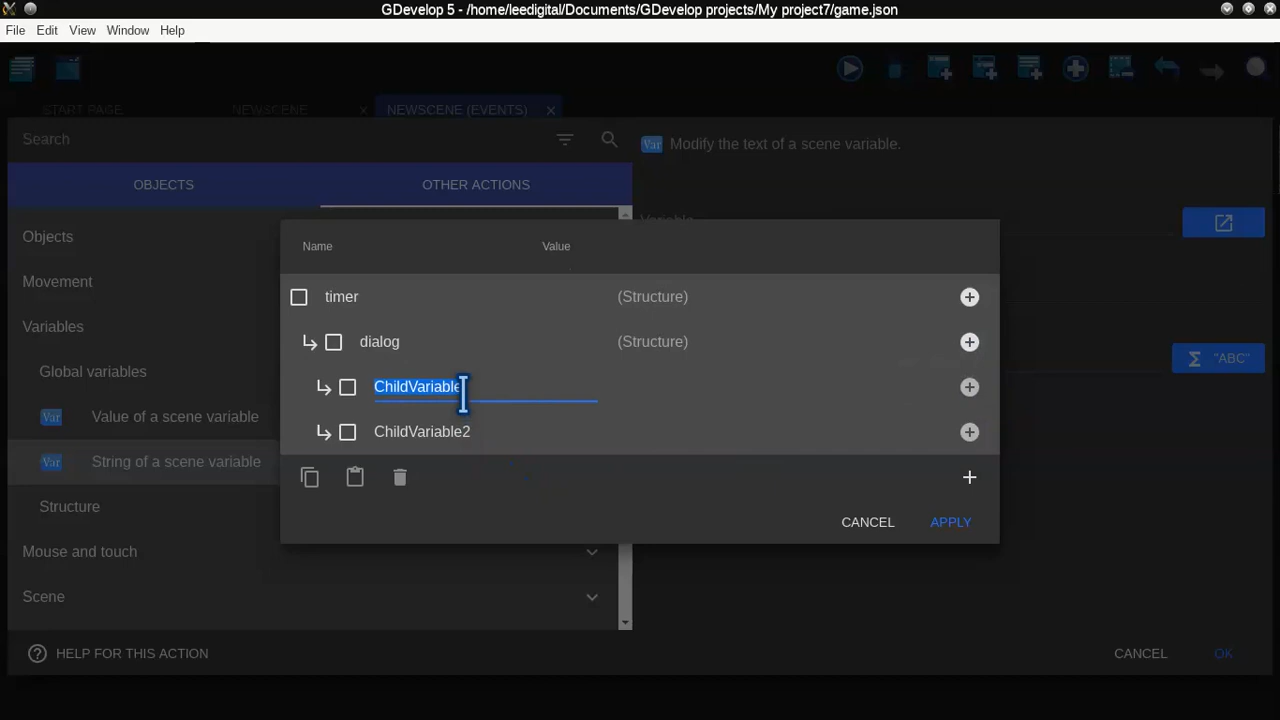 GDevelop 5 - /home/leedigital/Documents/GDevelop projects/My project7/game.json
File Edit View Window Help
START PAGE NEWSCENE × NEWSCENE (EVENTS) ×
Search
Modify the text of a scene variable.
OBJECTS OTHER ACTIONS
Variable
Objects
Name Value
Movement
timer (Structure)
Variables
dialog (Structure)
"ABC"
Global variables
ChildVariable
Value of a scene variable
ChildVariable2
String of a scene variable
Structure
CANCEL APPLY
Mouse and touch
Scene
HELP FOR THIS ACTION
CANCEL OK